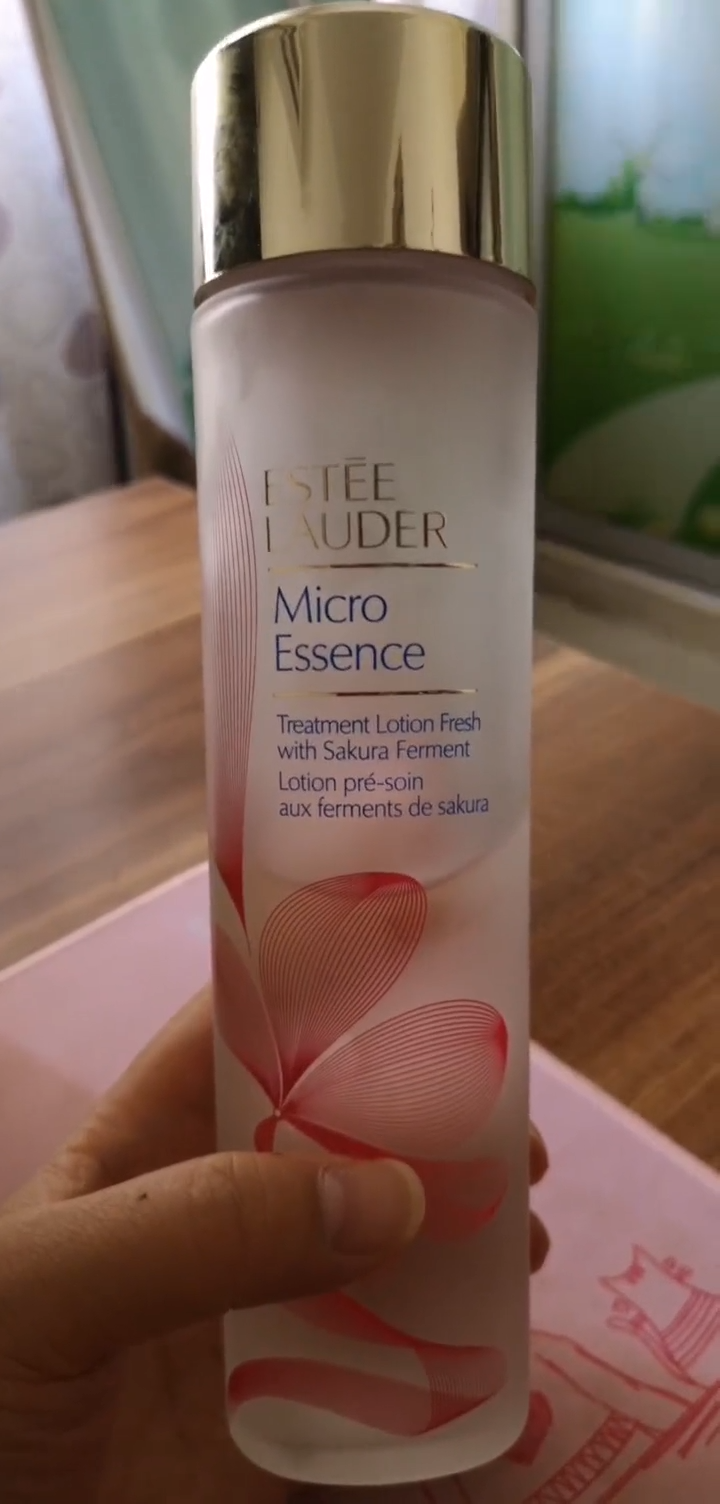 ESTĒE
LAUDER
Micro
Essence
Treatment Lotion Fresh
with Sakura Ferment
Lotion pré-soin
aux ferments de sakura